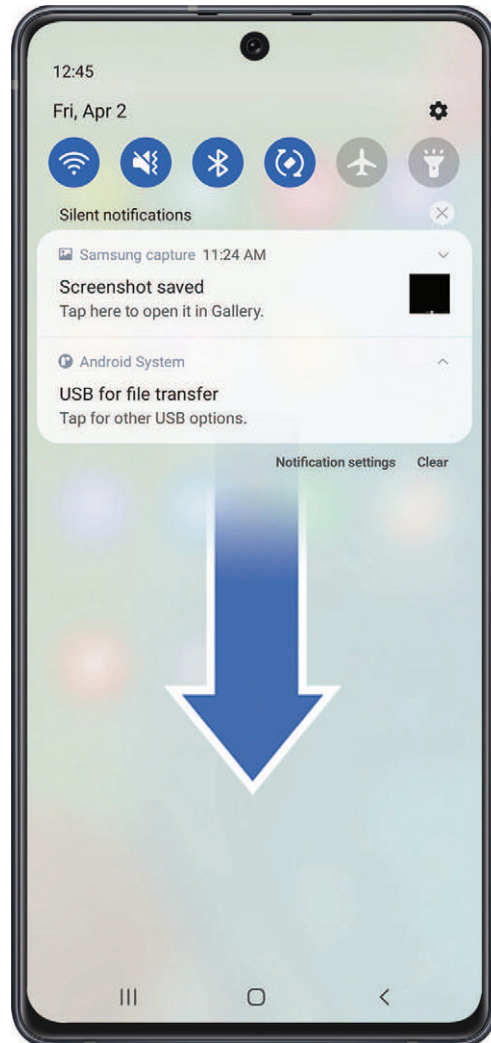 12:45
Fri, Apr 2
Silent notifications
Samsung capture 11:24 AM
Screenshot saved
Tap here to open it in Gallery.
Android System
USB for file transfer
Tap for other USB options.
Notification settings Clear